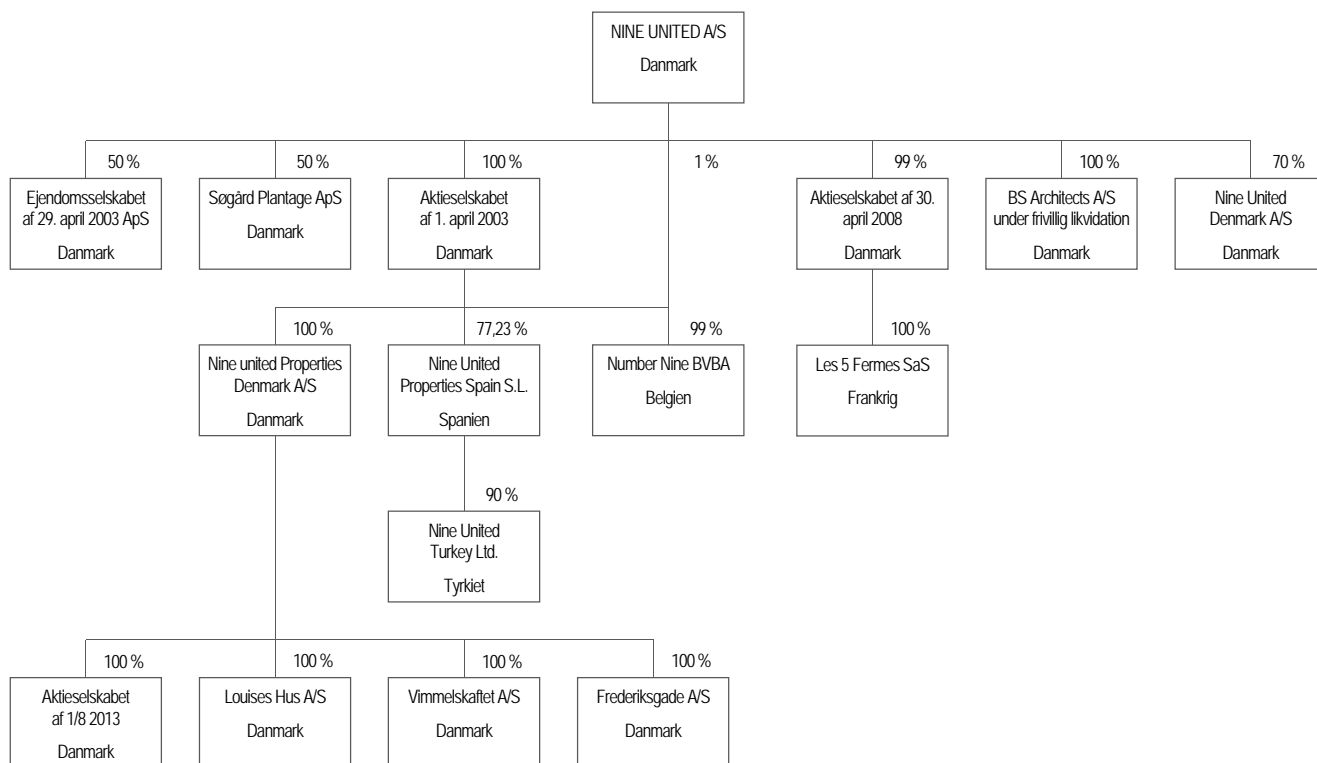 NINE UNITED A/S
Danmark
50 %
50 %
100 %
1 %
99 %
100 %
70 %
Ejendomsselskabet
af 29. april 2003 ApS
Danmark
Søgård Plantage ApS
Danmark
Aktieselskabet
af 1. april 2003
Danmark
Aktieselskabet af 30.
april 2008
Danmark
BS Architects A/S
under frivillig likvidation
Danmark
Nine United
Denmark A/S
Danmark
100 %
77,23 %
99 %
100 %
Nine united Properties
Denmark A/S
Danmark
Nine United
Properties Spain S.L.
Spanien
Number Nine BVBA
Belgien
Les 5 Fermes SaS
Frankrig
90 %
Nine United
Turkey Ltd.
Tyrkiet
100 %
100 %
100 %
100 %
Aktieselskabet
af 1/8 2013
Danmark
Louises Hus A/S
Danmark
Vimmelskaftet A/S
Danmark
Frederiksgade A/S
Danmark